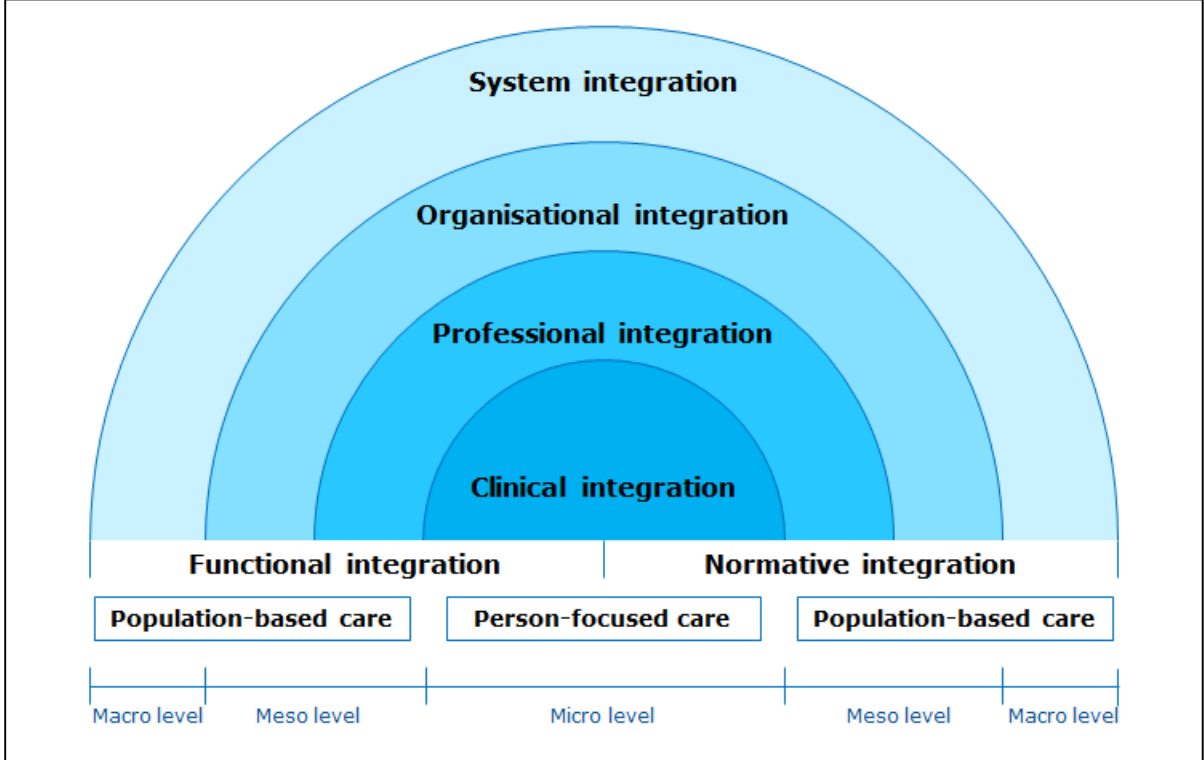 System integration
Organisational integration
Professional integration
Clinical integration
Functional integration
Normative integration
Population-based care
Person-focused care
Population-based care
Macro level
Meso level
Micro level
Meso level
Macro level